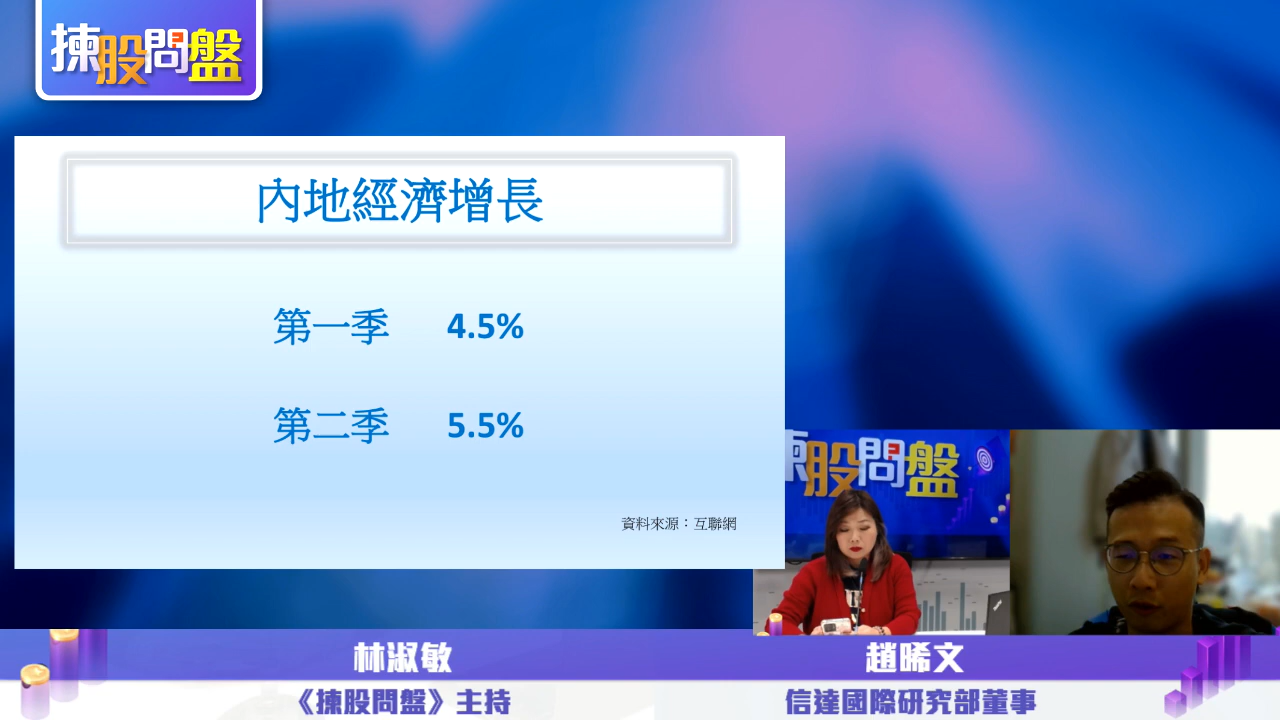 揀股問盤
內地經濟增長
第一季 4.5%
第二季 5.5%
資料來源：互聯網
股問盤
林淑敏
《揀股問盤》主持
趙晞文
信達國際研究部董事